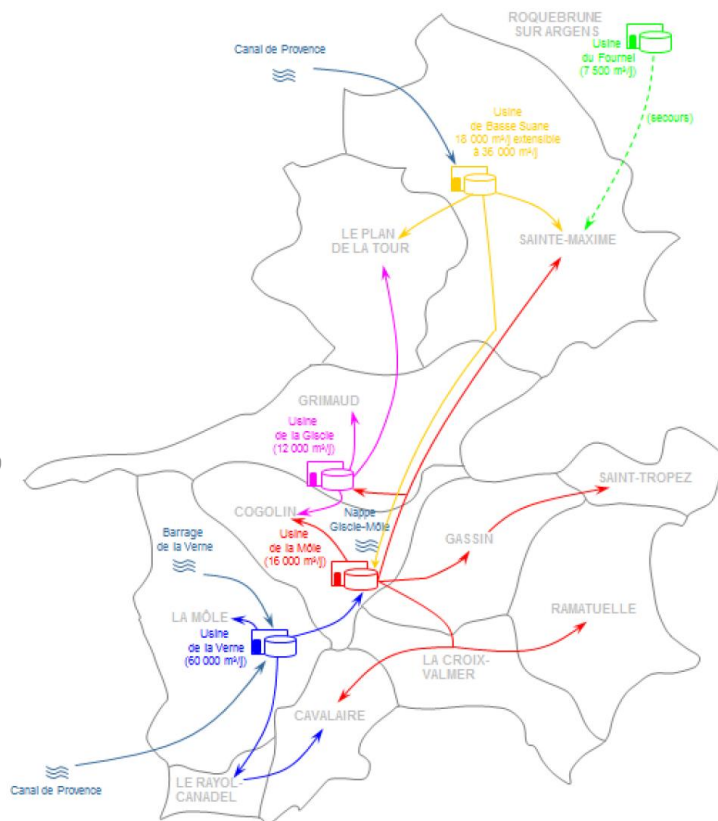 ROQUEBRUNE
SUR ARGENS
Usine
du Fournel
(7 500 m³/j)
Canal de Provence
(secours)
Usine
de Basse Suane
18 000 m³/j extensible
à 36 000 m³/j
LE PLAN
DE LA TOUR
SAINTE-MAXIME
GRIMAUD
Usine
de la Giscle
(12 000 m³/j)
SAINT-TROPEZ
COGOLIN
Nappe
Giscle-Môle
Barrage
de la Verne
Usine
de la Môle
(16 000 m³/j)
GASSIN
LA MÔLE
RAMATUELLE
Usine
de la Verne
(60 000 m³/j)
LA CROIX-
VALMER
CAVALAIRE
LE RAYOL-
CANADEL
Canal de Provence